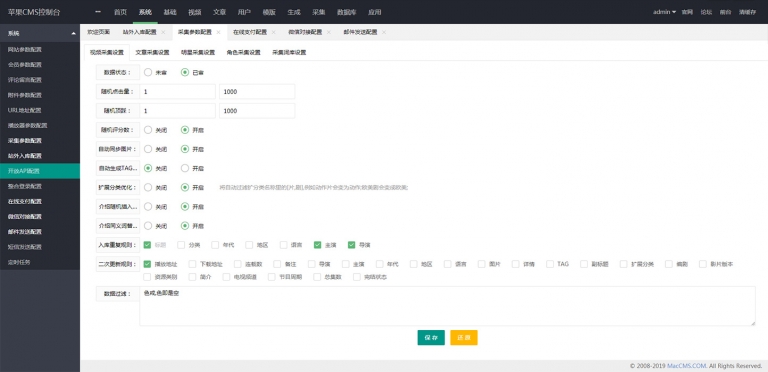 苹果CMS控制台 首页 系统 基础 视频 文章 用户 模版 生成 采集 数据库 应用 admin 官网 论坛 前台 清缓存
系统
网站参数配置
会员参数配置
评论留言配置
附件参数配置
URL地址配置
播放器参数配置
采集参数配置
站外入库配置
开放API配置
整合登录配置
在线支付配置
微信对接配置
邮件发送配置
短信发送配置
定时任务
欢迎页面 站外入库配置 采集参数配置 在线支付配置 微信对接配置 邮件发送配置
视频采集设置 文章采集设置 明星采集设置 角色采集设置 采集词库设置
数据状态： 未审 已审
随机点击量： 1 1000
随机顶踩： 1 1000
随机评分数： 关闭 开启
自动同步图片： 关闭 开启
自动生成TAG... 关闭 开启
扩展分类优化： 关闭 开启 将自动过滤扩分类名称里的[片,剧],例如动作片会变为动作;欧美剧会变成欧美;
介绍随机插入... 关闭 开启
介绍同义词替... 关闭 开启
入库重复规则： 标题 分类 年代 地区 语言 主演 导演
二次更新规则： 播放地址 下载地址 连载数 备注 导演 主演 年代 地区 语言 图片 详情 TAG 副标题 扩展分类 编剧 影片版本
资源类别 简介 电视频道 节目周期 总集数 完结状态
数据过滤： 色戒,色即是空
保 存 还 原
© 2008-2019 MacCMS.COM. All Rights Reserved.